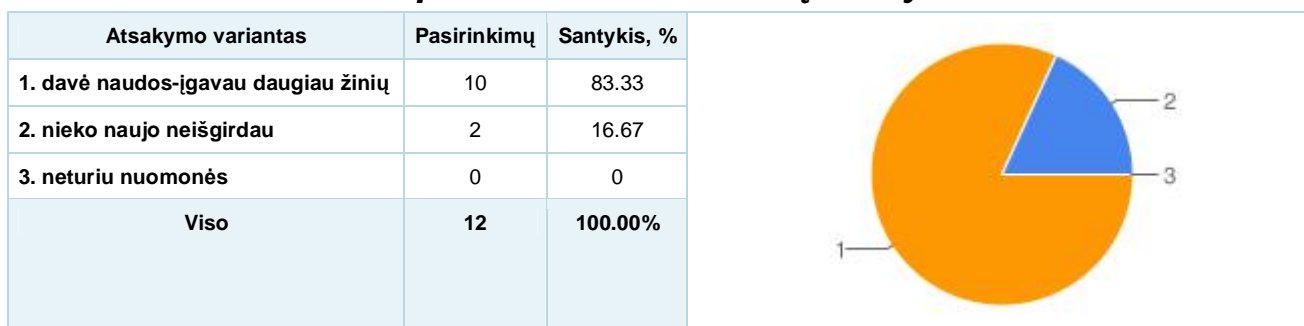 Atsakymo variantas Pasirinkimų Santykis, %
1. davė naudos-įgavau daugiau žinių 10 83.33
2. nieko naujo neišgirdau 2 16.67
3. neturiu nuomonės 0 0
Viso 12 100.00%
2
3
1